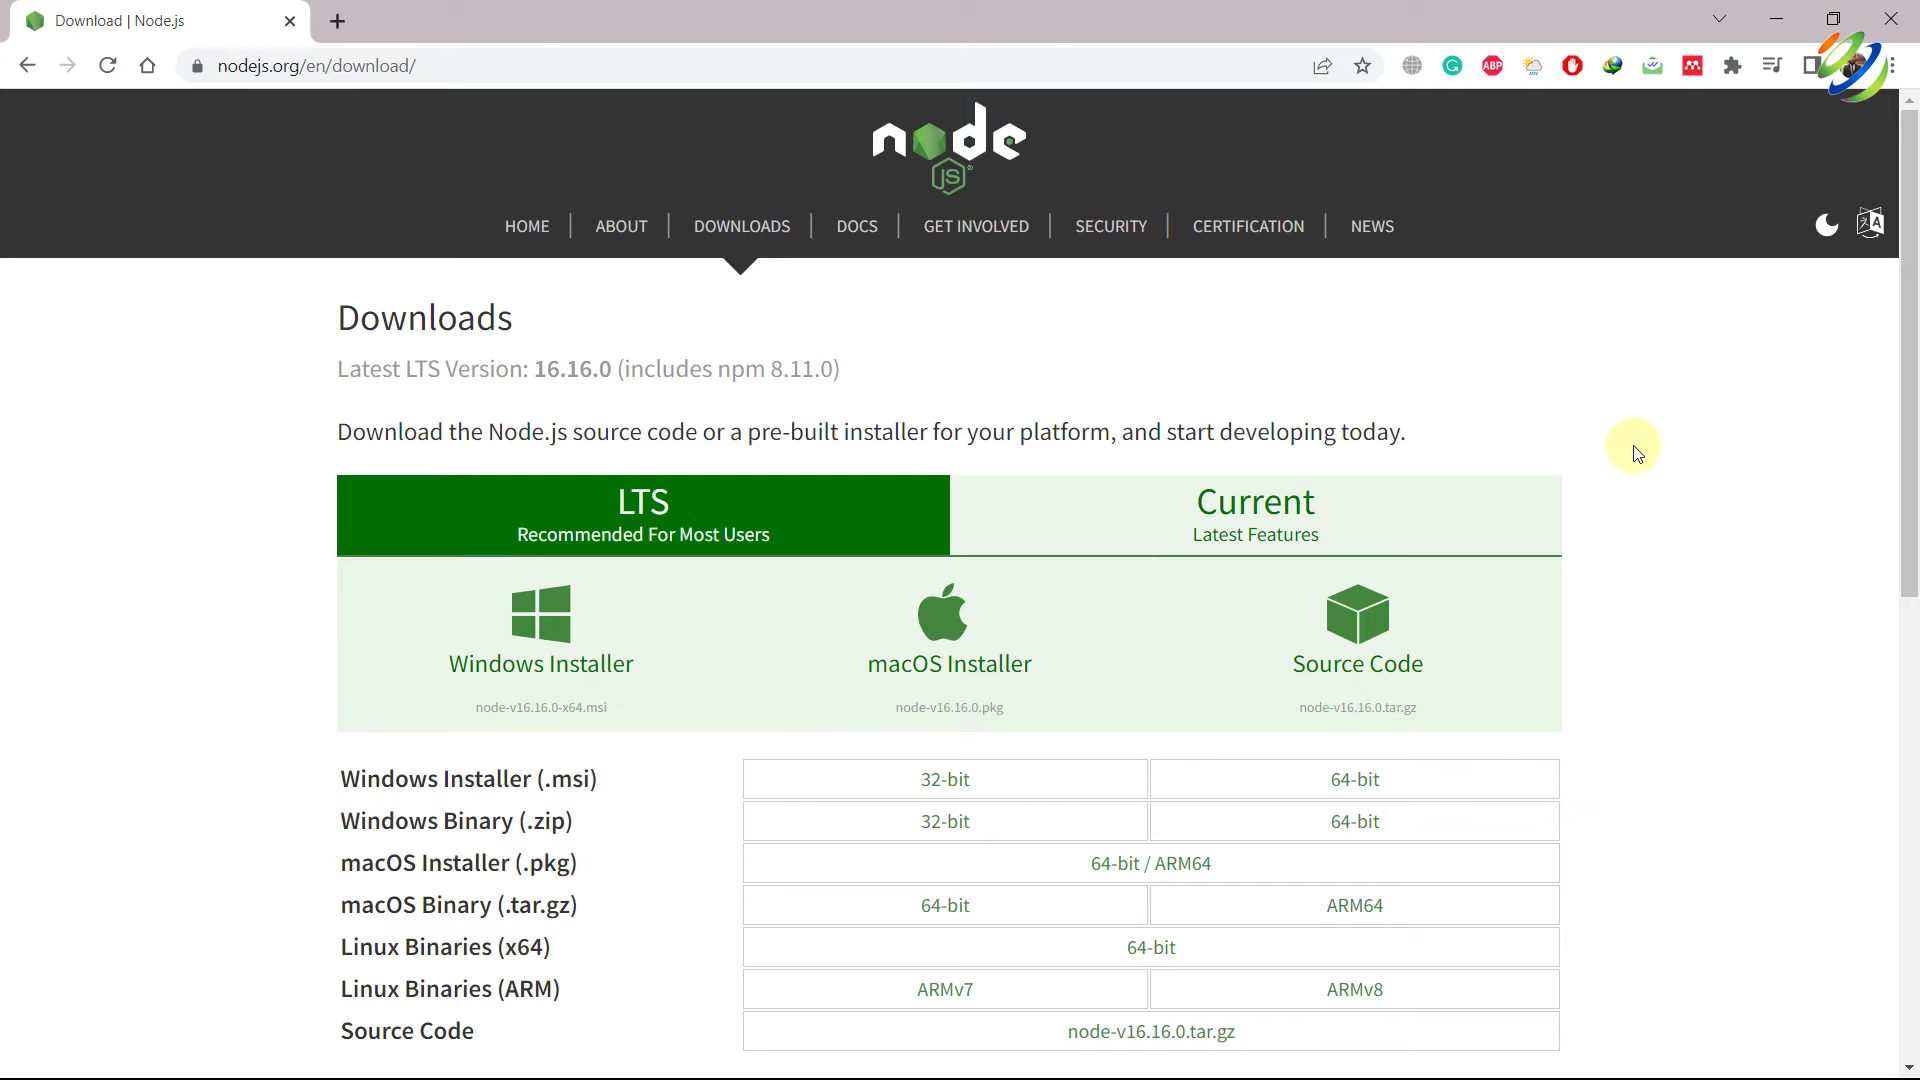 Download | Node.js
nodejs.org/en/download/
ABP
node
JS
HOME ABOUT DOWNLOADS DOCS GET INVOLVED SECURITY CERTIFICATION NEWS
Downloads
Latest LTS Version: 16.16.0 (includes npm 8.11.0)
Download the Node.js source code or a pre-built installer for your platform, and start developing today.
LTS
Recommended For Most Users
Current
Latest Features
Windows Installer
node-v16.16.0-x64.msi
macOS Installer
node-v16.16.0.pkg
Source Code
node-v16.16.0.tar.gz
Windows Installer (.msi) 32-bit 64-bit
Windows Binary (.zip) 32-bit 64-bit
macOS Installer (.pkg) 64-bit / ARM64
macOS Binary (.tar.gz) 64-bit ARM64
Linux Binaries (x64) 64-bit
Linux Binaries (ARM) ARMv7 ARMv8
Source Code node-v16.16.0.tar.gz